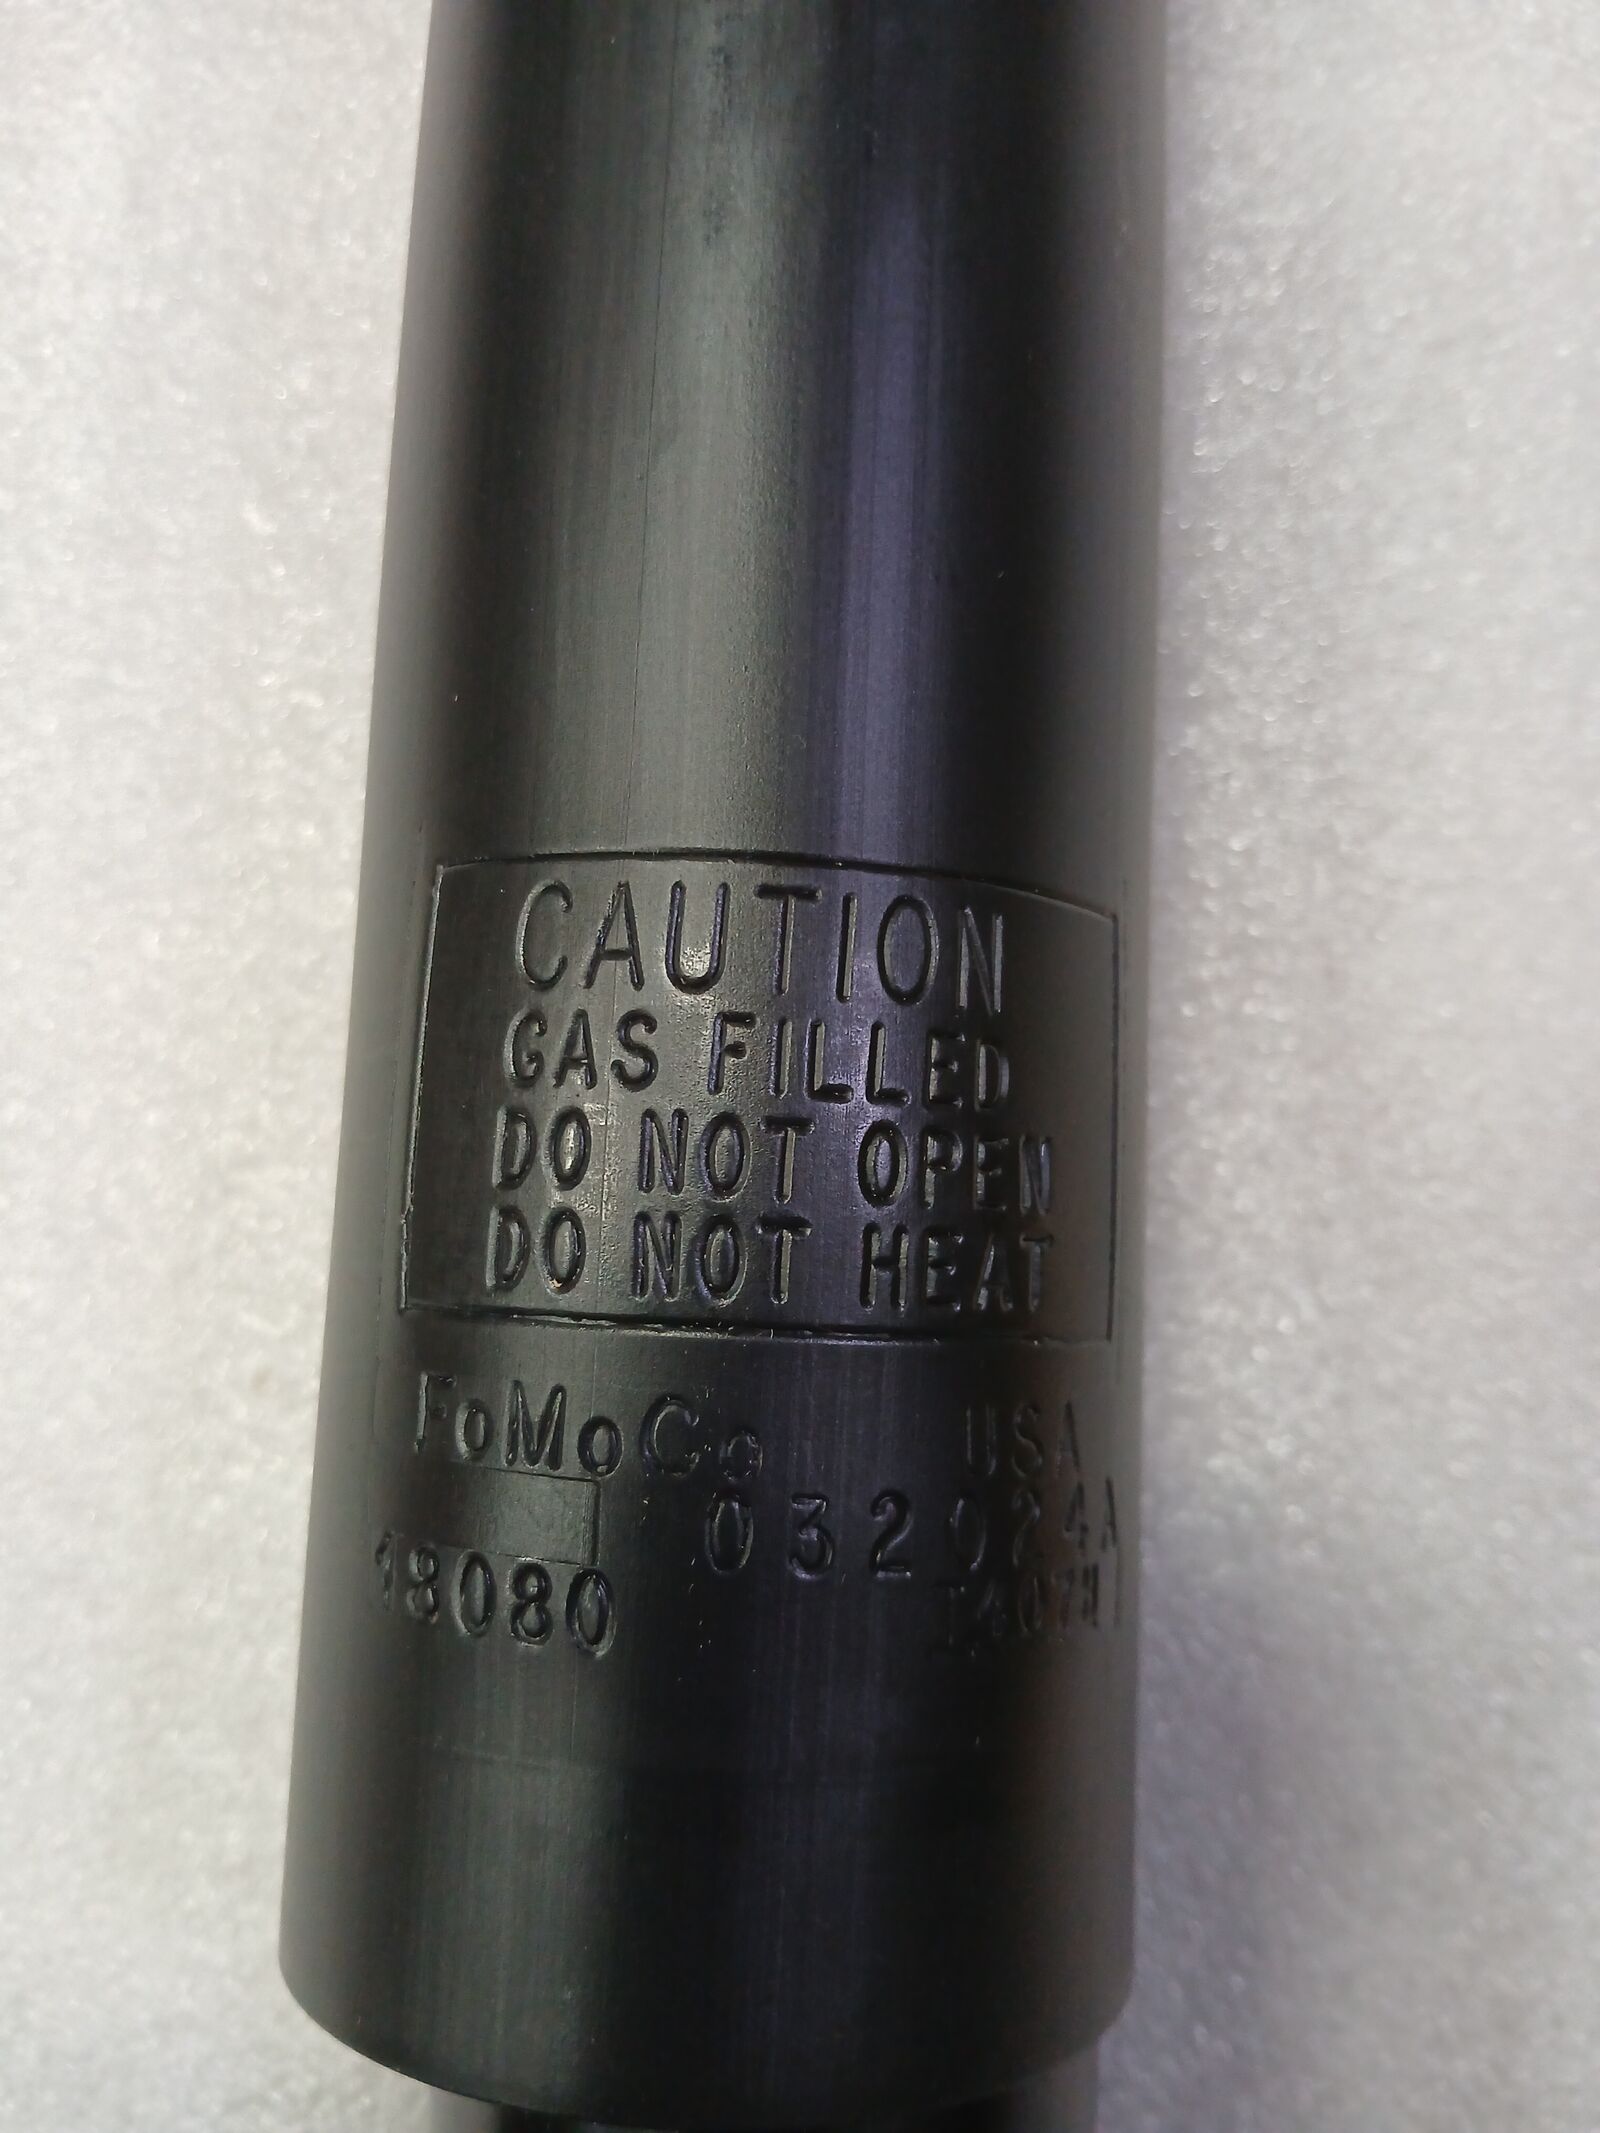 CAUTION
GAS FILLED
DO NOT OPEN
DO NOT HEAT
FoMoCo USA
032024A
18080